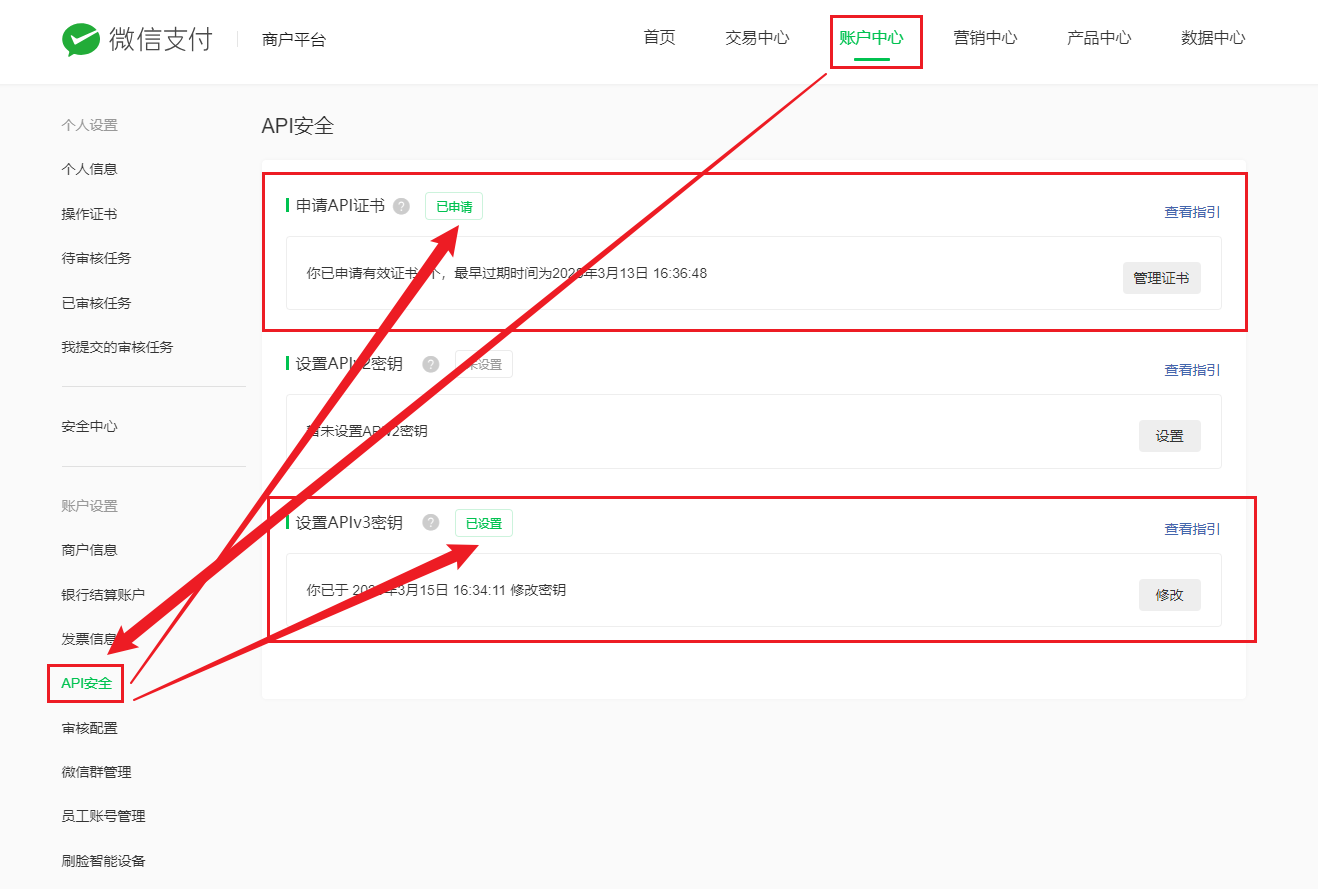 微信支付 商户平台 首页 交易中心 账户中心 营销中心 产品中心 数据中心
个人设置
个人信息
操作证书
待审核任务
已审核任务
我提交的审核任务
安全中心
账户设置
商户信息
银行结算账户
发票信息
API安全
审核配置
微信群管理
员工账号管理
刷脸智能设备
API安全
申请API证书 ? 已申请 查看指引
你已申请有效证书 个，最早过期时间为202 年3月13日 16:36:48 管理证书
设置APIv2密钥 ? 未设置 查看指引
暂未设置APIv2密钥 设置
设置APIv3密钥 ? 已设置 查看指引
你已于 202 年3月15日 16:34:11 修改密钥 修改